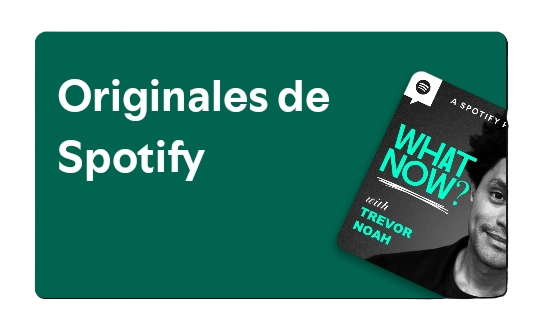 Originales de
Spotify
A SPOTIFY
WHAT
NOW?
with
TREVOR
NOAH